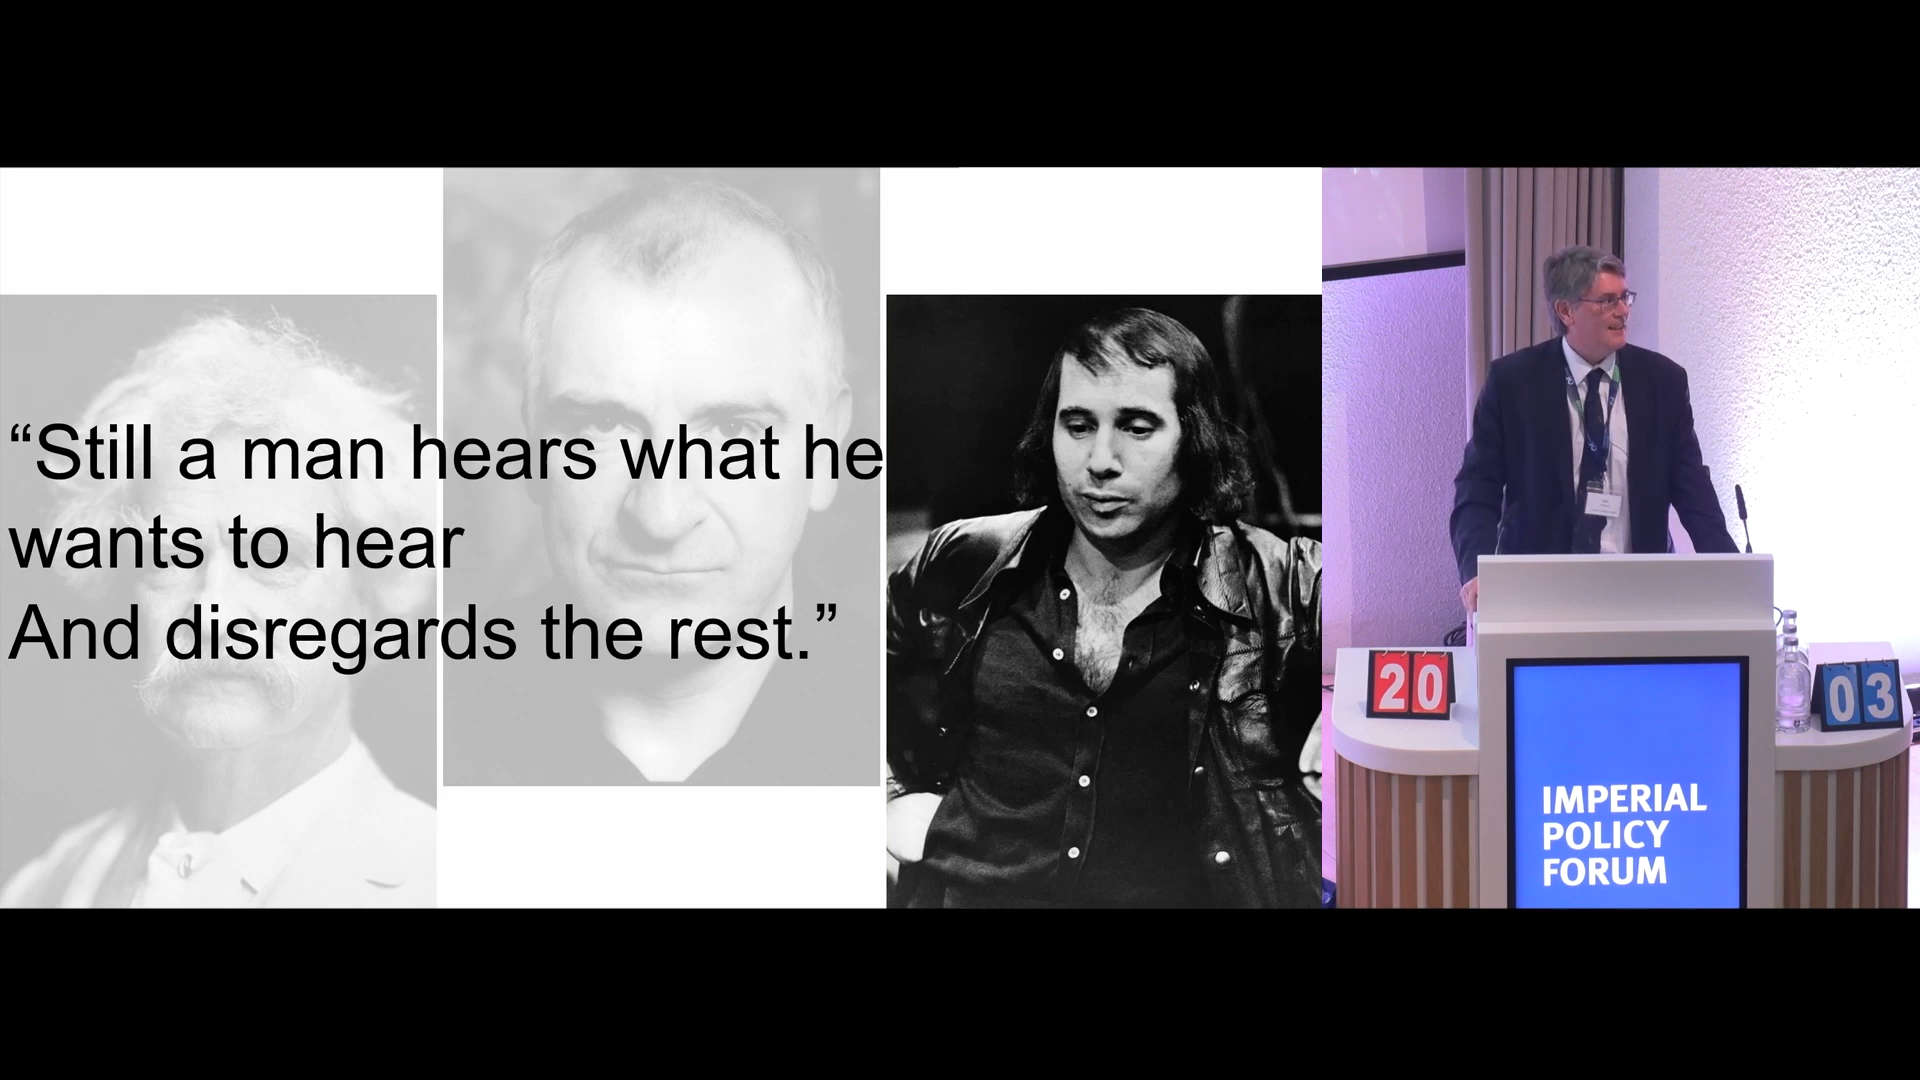 “Still a man hears what he
wants to hear
And disregards the rest.”
20
03
IMPERIAL
POLICY
FORUM